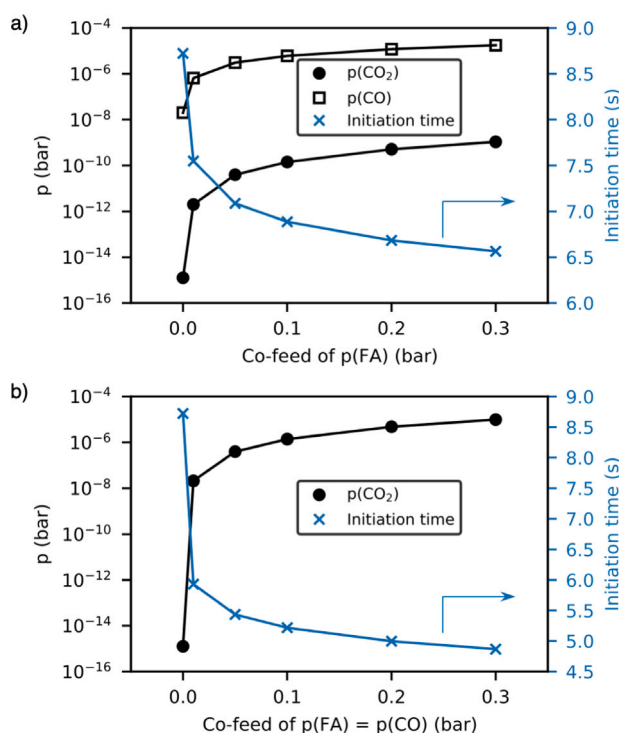 a)
p (bar)
10⁻⁴
10⁻⁶
10⁻⁸
10⁻¹⁰
10⁻¹²
10⁻¹⁴
10⁻¹⁶
p(CO₂)
p(CO)
Initiation time
9.0
8.5
8.0
7.5
7.0
6.5
6.0
Initiation time (s)
0.0 0.1 0.2 0.3
Co-feed of p(FA) (bar)
b)
p (bar)
10⁻⁴
10⁻⁶
10⁻⁸
10⁻¹⁰
10⁻¹²
10⁻¹⁴
10⁻¹⁶
p(CO₂)
Initiation time
9.0
8.5
8.0
7.5
7.0
6.5
6.0
5.5
5.0
4.5
Initiation time (s)
0.0 0.1 0.2 0.3
Co-feed of p(FA) = p(CO) (bar)